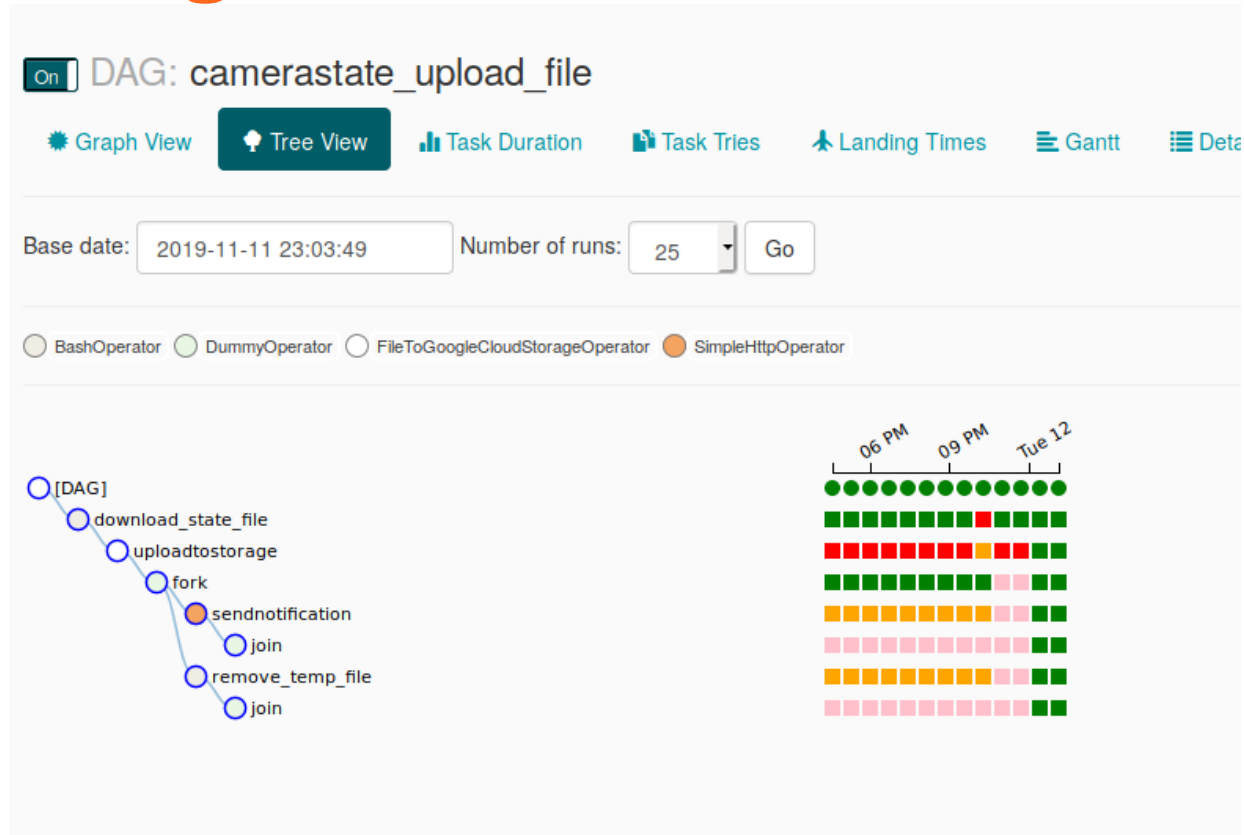 On DAG: camerastate_upload_file
Graph View Tree View Task Duration Task Tries Landing Times Gantt Deta
Base date: 2019-11-11 23:03:49 Number of runs: 25 Go
BashOperator DummyOperator FileToGoogleCloudStorageOperator SimpleHttpOperator
06 PM 09 PM Tue 12
[DAG]
download_state_file
uploadtostorage
fork
sendnotification
join
remove_temp_file
join